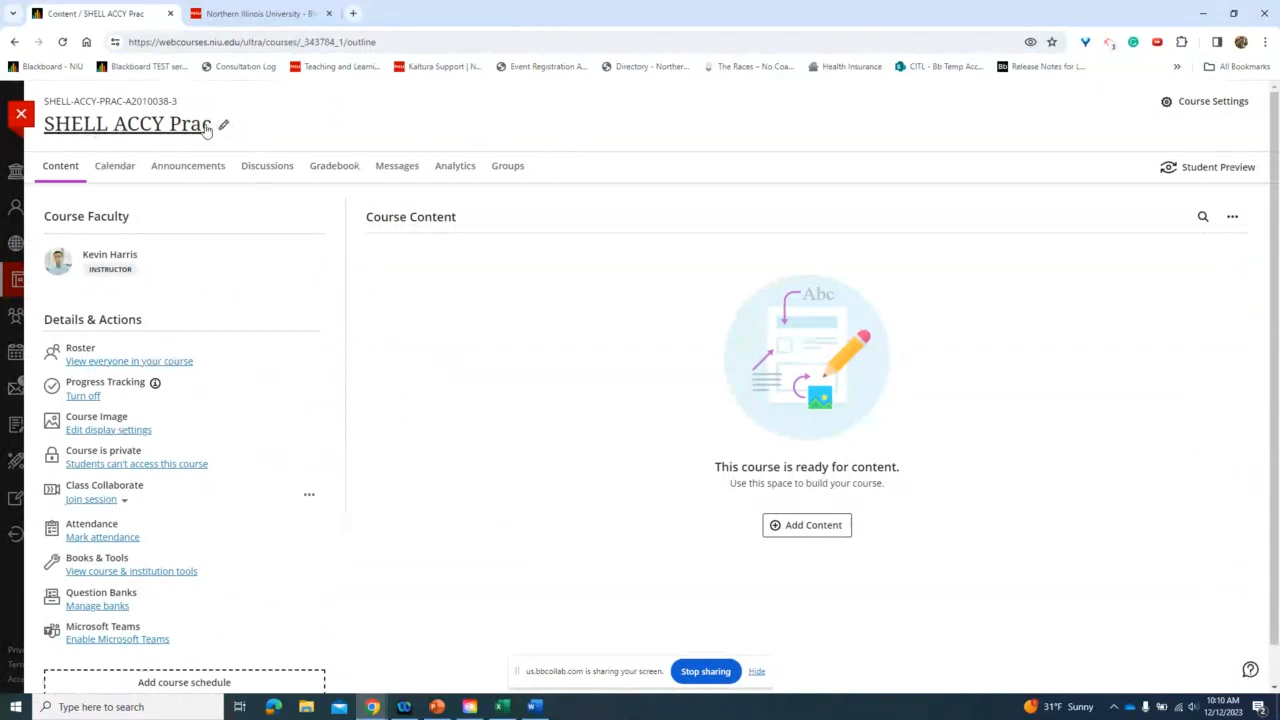 Content / SHELL ACCY Prac
Northern Illinois University - Bl
https://webcourses.niu.edu/ultra/courses/_343784_1/outline
Blackboard - NIU
Blackboard TEST ser...
Consultation Log
Teaching and Learni...
Kaltura Support | N...
Event Registration A...
Directory - Norther...
The Races – No Coa...
Health Insurance
CITL - Bb Temp Acc...
Release Notes for L...
All Bookmarks
SHELL-ACCY-PRAC-A2010038-3
SHELL ACCY Prac
Course Settings
Content
Calendar
Announcements
Discussions
Gradebook
Messages
Analytics
Groups
Student Preview
Course Faculty
Kevin Harris
INSTRUCTOR
Details & Actions
Roster
View everyone in your course
Progress Tracking
Turn off
Course Image
Edit display settings
Course is private
Students can't access this course
Class Collaborate
Join session
Attendance
Mark attendance
Books & Tools
View course & institution tools
Question Banks
Manage banks
Microsoft Teams
Enable Microsoft Teams
Add course schedule
Course Content
Abc
This course is ready for content.
Use this space to build your course.
Add Content
us.bbcollab.com is sharing your screen.
Stop sharing
Hide
Type here to search
31°F Sunny
10:10 AM
12/12/2023